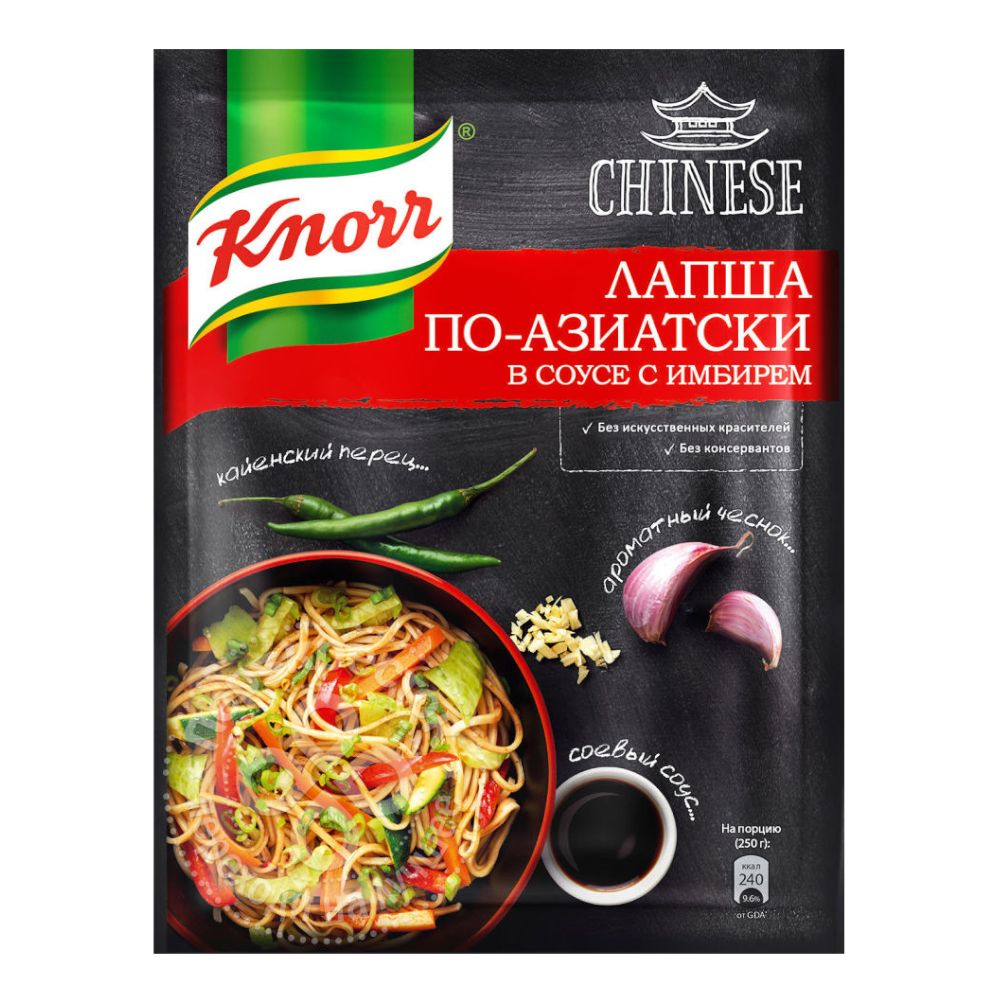 Knorr®
CHINESE
ЛАПША
ПО-АЗИАТСКИ
В СОУСЕ С ИМБИРЕМ
✓ Без искусственных красителей
✓ Без консервантов
кайенский перец...
ароматный чеснок...
соевый соус...
На порцию
(250 г):
ккал
240
9.6%
от GDA*